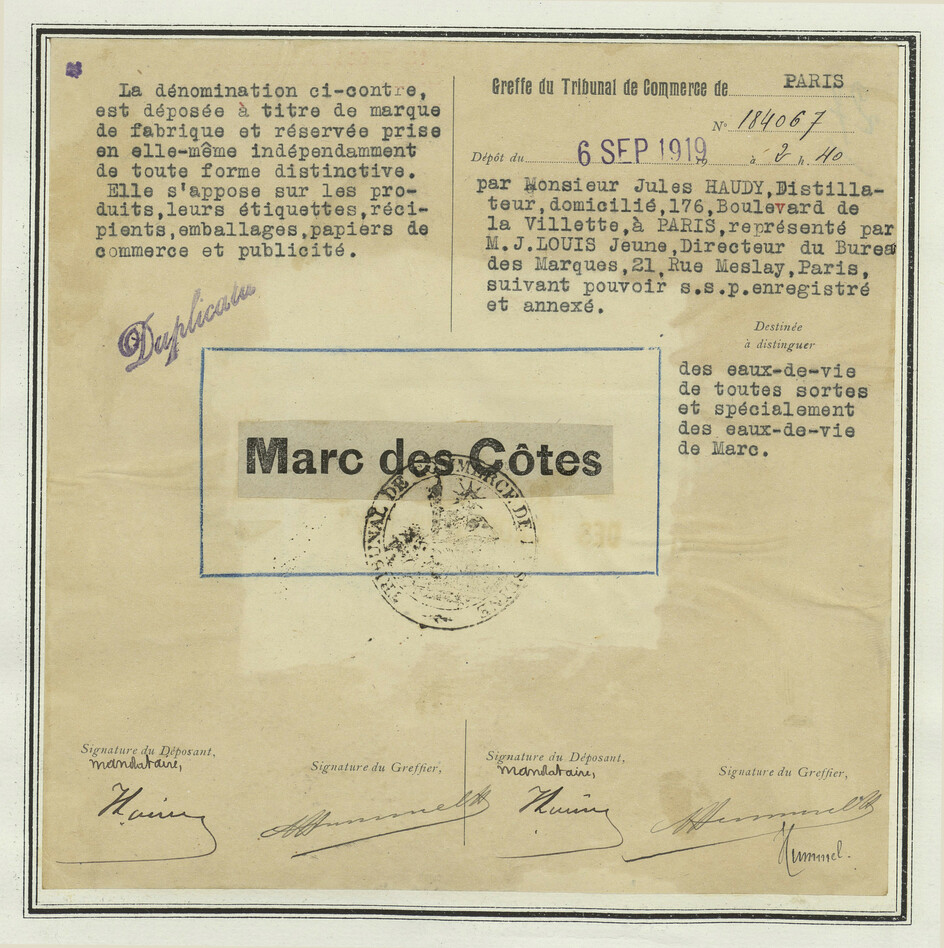 La dénomination ci-contre,
est déposée à titre de marque
de fabrique et réservée prise
en elle-même indépendamment
de toute forme distinctive.
Elle s'appose sur les pro-
duits,leurs étiquettes,réci-
pients,emballages,papiers de
commerce et publicité.
Duplicata
Greffe du Tribunal de Commerce de PARIS
N° 184067
Dépôt du 6 SEP 1919 à 2 h. 40
par Monsieur Jules HAUDY,Distilla-
teur,domicilié,176,Boulevard de
la Villette,à PARIS,représenté par
M.J.LOUIS Jeune,Directeur du Burea
des Marques,21,Rue Meslay,Paris,
suivant pouvoir s.s.p.enregistré
et annexé.
Destinée
à distinguer
des eaux-de-vie
de toutes sortes
et spécialement
des eaux-de-vie
de Marc.
Marc des Côtes
TRIBUNAL DE COMMERCE DE
Signature du Déposant,
mandataire,
Signature du Greffier,
Signature du Déposant,
mandataire,
Signature du Greffier,
Hummel.